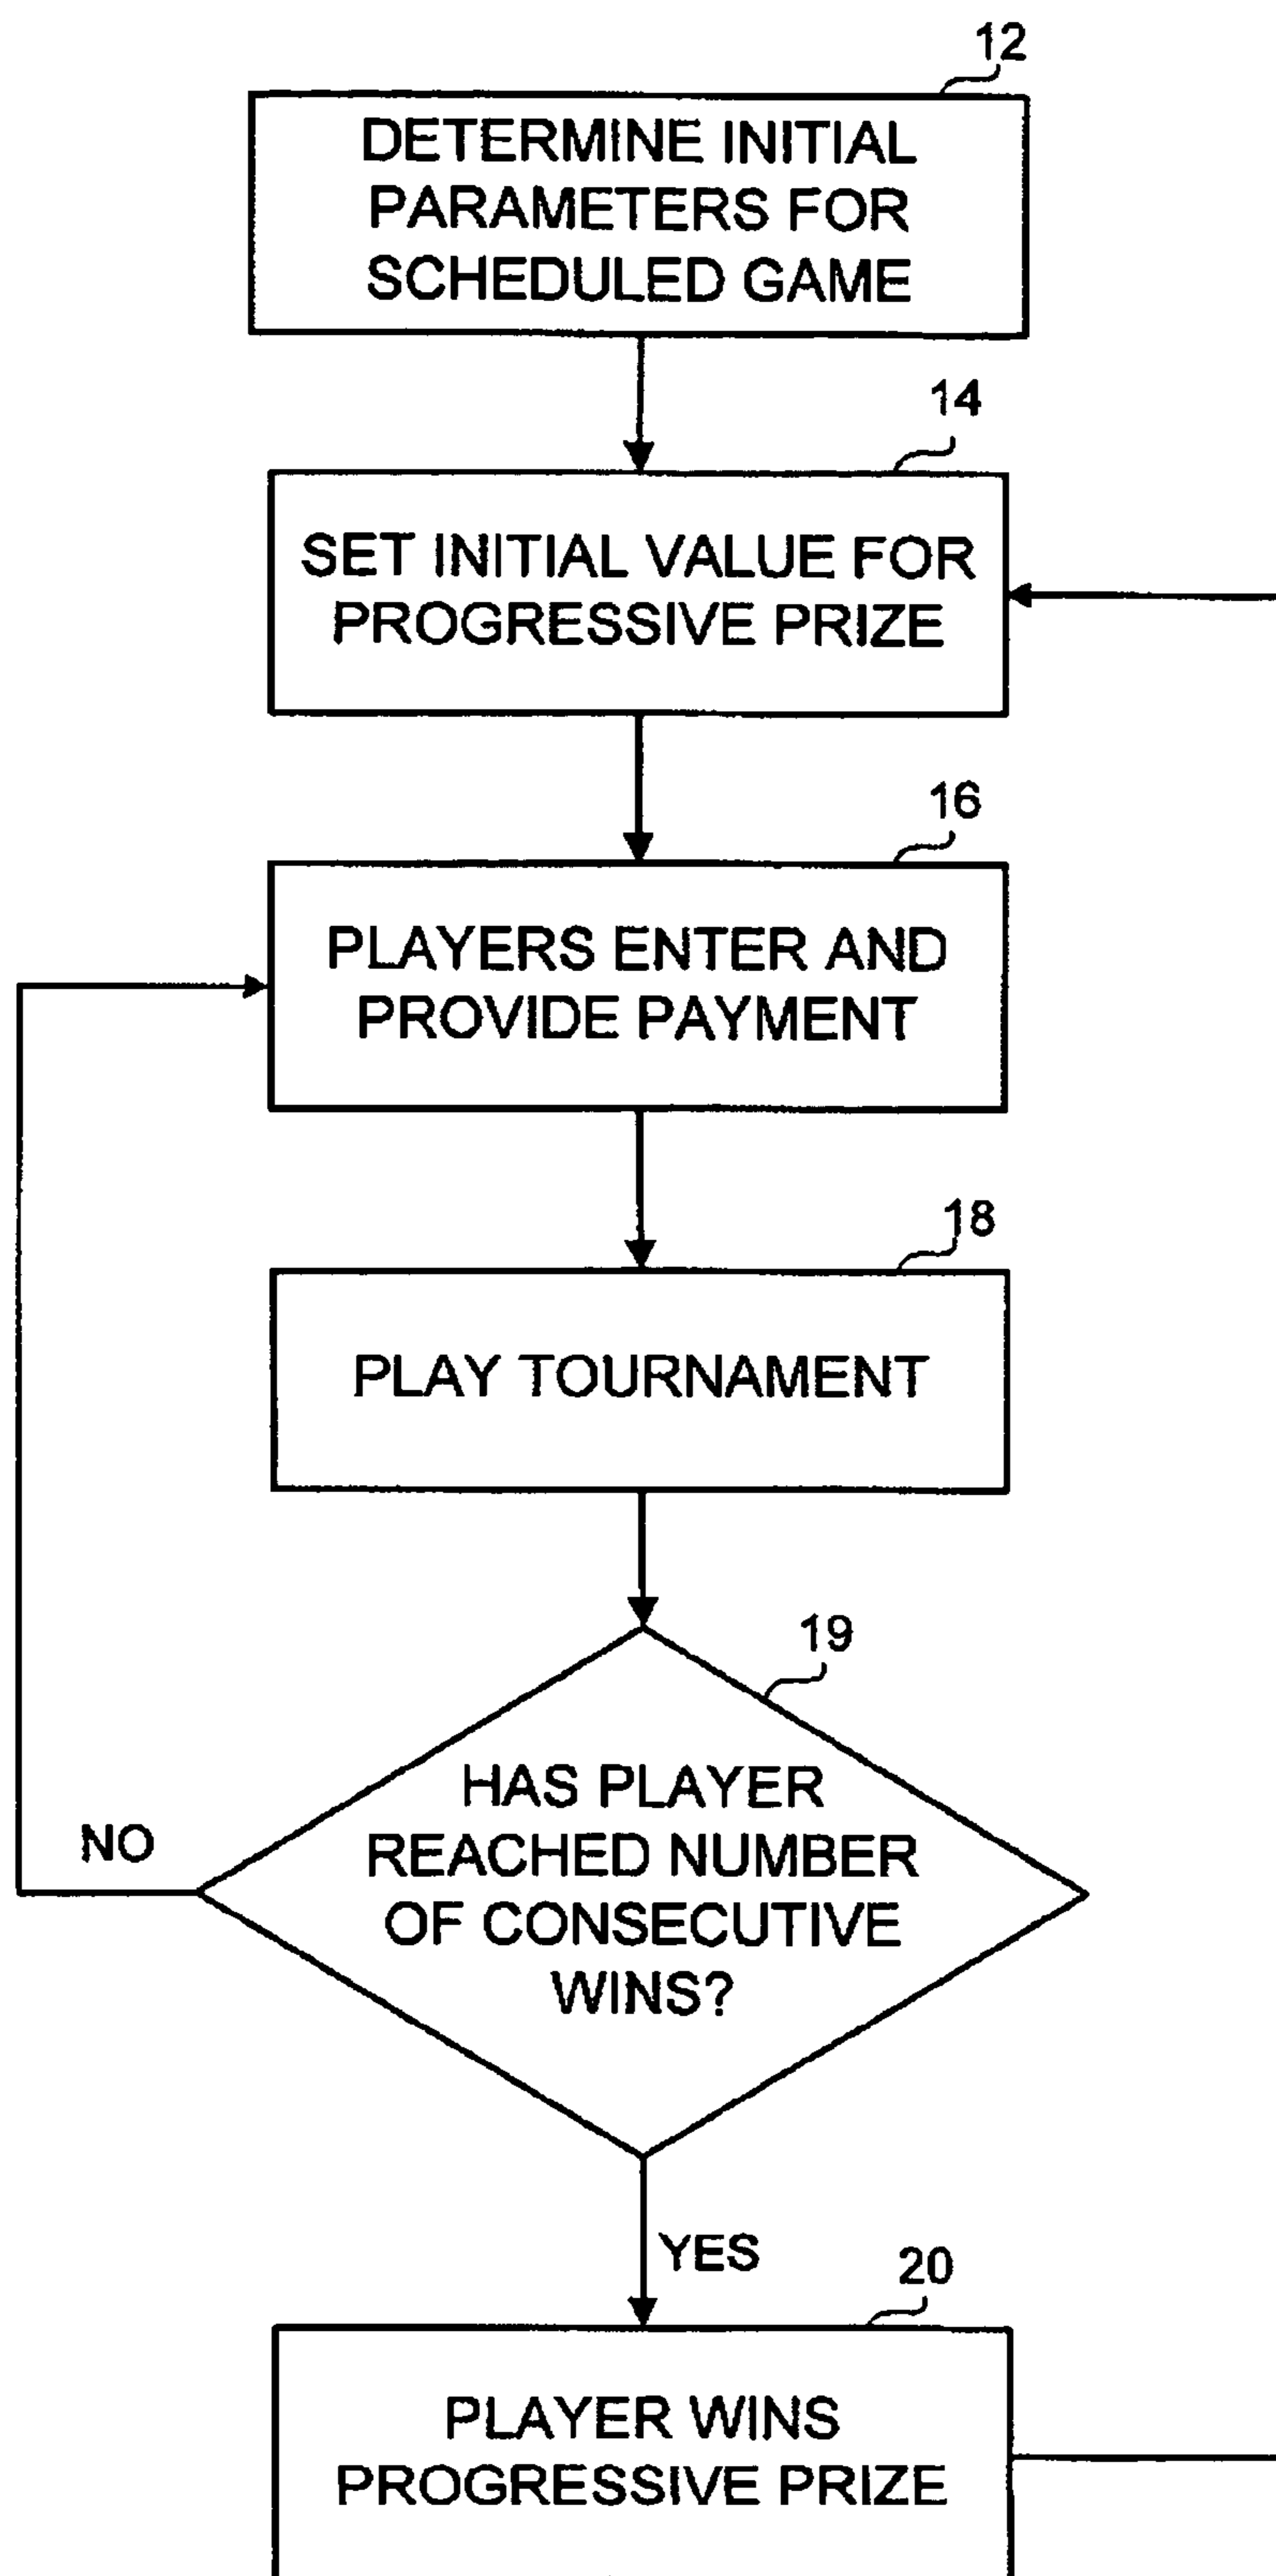 12
DETERMINE INITIAL
PARAMETERS FOR
SCHEDULED GAME
14
SET INITIAL VALUE FOR
PROGRESSIVE PRIZE
16
PLAYERS ENTER AND
PROVIDE PAYMENT
18
PLAY TOURNAMENT
19
HAS PLAYER
REACHED NUMBER
OF CONSECUTIVE
WINS?
NO
YES
20
PLAYER WINS
PROGRESSIVE PRIZE